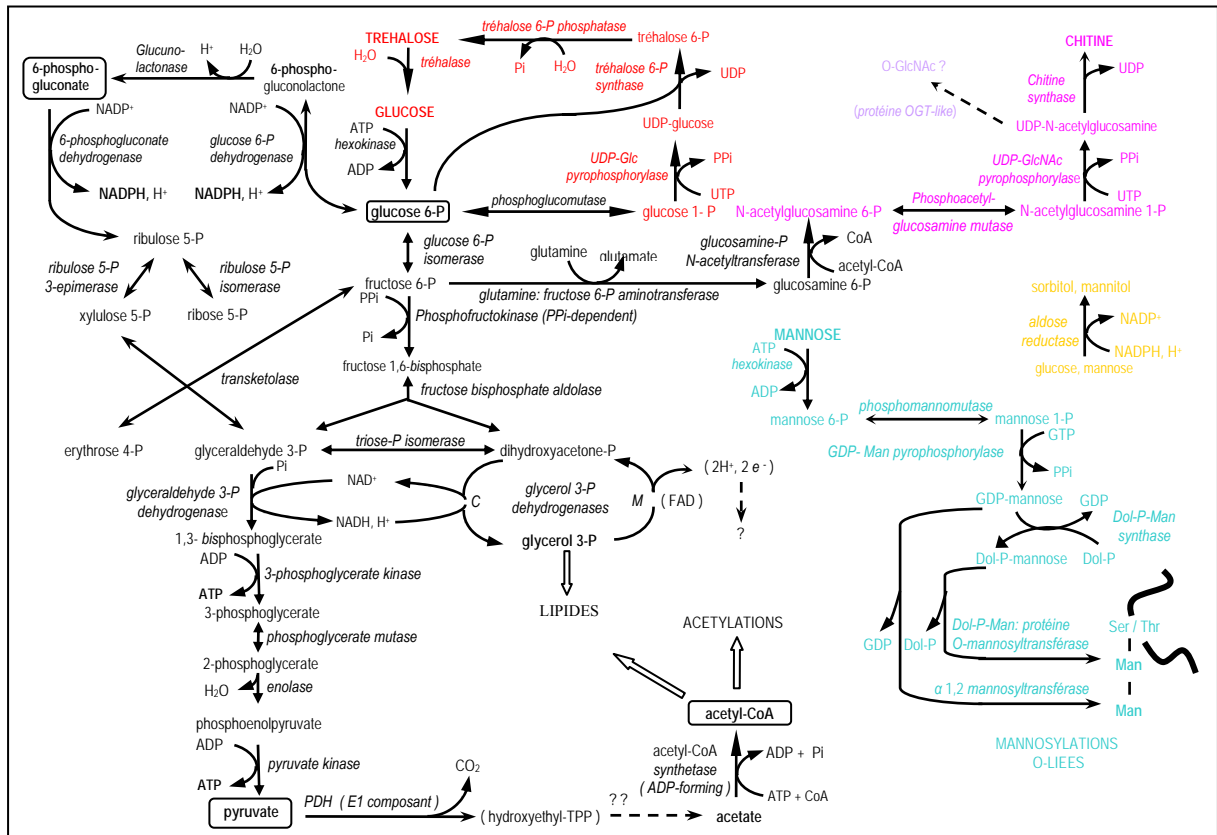 tréhalose 6-P phosphatase
TREHALOSE
tréhalose 6-P
H₂O
Pi
H₂O
tréhalase
tréhalose 6-P
synthase
UDP
GLUCOSE
UDP-glucose
ATP
hexokinase
ADP
UDP-Glc
pyrophosphorylase
PPi
UTP
glucose 6-P
phosphoglucomutase
glucose 1- P
Glucuno-
lactonase
H⁺
H₂O
6-phospho-
gluconate
6-phospho-
gluconolactone
NADP⁺
NADP⁺
6-phosphogluconate
dehydrogenase
glucose 6-P
dehydrogenase
NADPH, H⁺
NADPH, H⁺
ribulose 5-P
ribulose 5-P
3-epimerase
ribulose 5-P
isomerase
xylulose 5-P
ribose 5-P
transketolase
erythrose 4-P
CHITINE
O-GlcNAc ?
Chitine
synthase
UDP
(protéine OGT-like)
UDP-N-acetylglucosamine
UDP-GlcNAc
pyrophosphorylase
PPi
UTP
N-acetylglucosamine 6-P
Phosphoacetyl-
glucosamine mutase
N-acetylglucosamine 1-P
glucosamine-P
N-acetyltransferase
CoA
acetyl-CoA
glucosamine 6-P
glucose 6-P
isomerase
glutamine
glutamate
fructose 6-P
glutamine: fructose 6-P aminotransferase
PPi
Phosphofructokinase (PPi-dependent)
Pi
fructose 1,6-bisphosphate
fructose bisphosphate aldolase
glyceraldehyde 3-P
triose-P isomerase
dihydroxyacetone-P
Pi
glyceraldehyde 3-P
dehydrogenase
NAD⁺
NADH, H⁺
C
glycerol 3-P
dehydrogenases
M
(FAD)
( 2H⁺, 2 e⁻ )
?
glycerol 3-P
LIPIDES
1,3- bisphosphoglycerate
ADP
3-phosphoglycerate kinase
ATP
3-phosphoglycerate
phosphoglycerate mutase
2-phosphoglycerate
H₂O
enolase
phosphoenolpyruvate
ADP
pyruvate kinase
ATP
pyruvate
PDH ( E1 composant )
CO₂
( hydroxyethyl-TPP )
? ?
acetate
acetyl-CoA
synthetase
( ADP-forming )
ADP + Pi
ATP + CoA
acetyl-CoA
ACETYLATIONS
sorbitol, mannitol
aldose
reductase
NADP⁺
NADPH, H⁺
glucose, mannose
MANNOSE
ATP
hexokinase
ADP
mannose 6-P
phosphomannomutase
mannose 1-P
GTP
GDP- Man pyrophosphorylase
PPi
GDP-mannose
GDP
Dol-P-Man
synthase
Dol-P-mannose
Dol-P
GDP
Dol-P
Dol-P-Man: protéine
O-mannosyltransférase
Ser / Thr
Man
α 1,2 mannosyltransférase
Man
MANNOSYLATIONS
O-LIEES